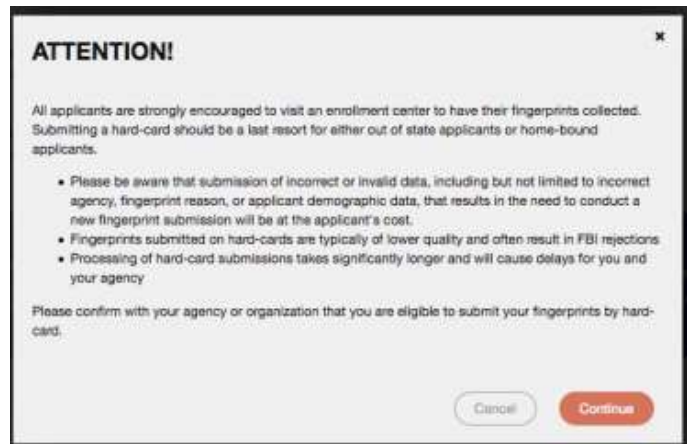 ATTENTION!
All applicants are strongly encouraged to visit an enrollment center to have their fingerprints collected.
Submitting a hard-card should be a last resort for either out of state applicants or home-bound
applicants.
• Please be aware that submission of incorrect or invalid data, including but not limited to incorrect
agency, fingerprint reason, or applicant demographic data, that results in the need to conduct a
new fingerprint submission will be at the applicant's cost.
• Fingerprints submitted on hard-cards are typically of lower quality and often result in FBI rejections
• Processing of hard-card submissions takes significantly longer and will cause delays for you and
your agency
Please confirm with your agency or organization that you are eligible to submit your fingerprints by hard-
card.
Cancel Continue